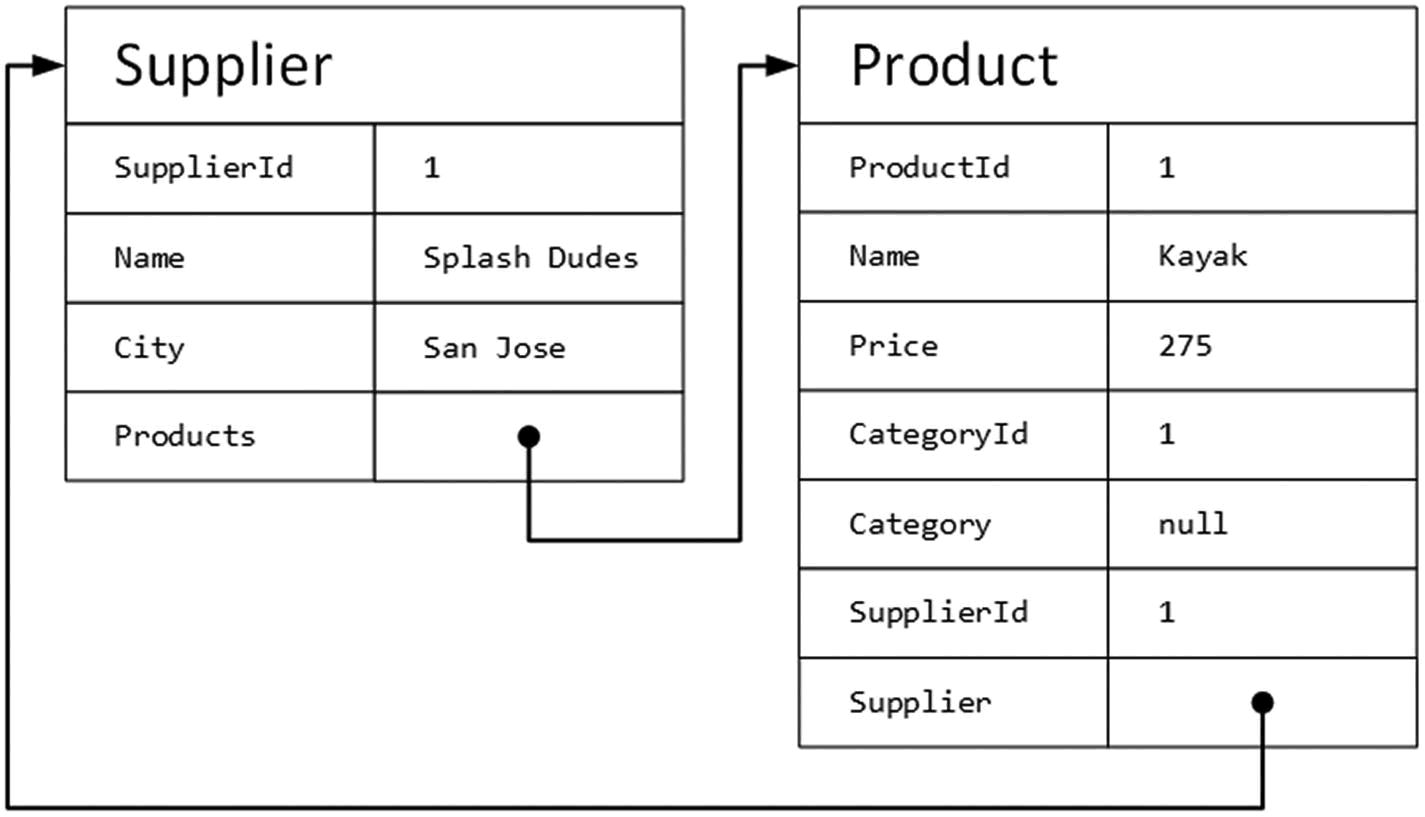 Supplier
SupplierId 1
Name Splash Dudes
City San Jose
Products
Product
ProductId 1
Name Kayak
Price 275
CategoryId 1
Category null
SupplierId 1
Supplier